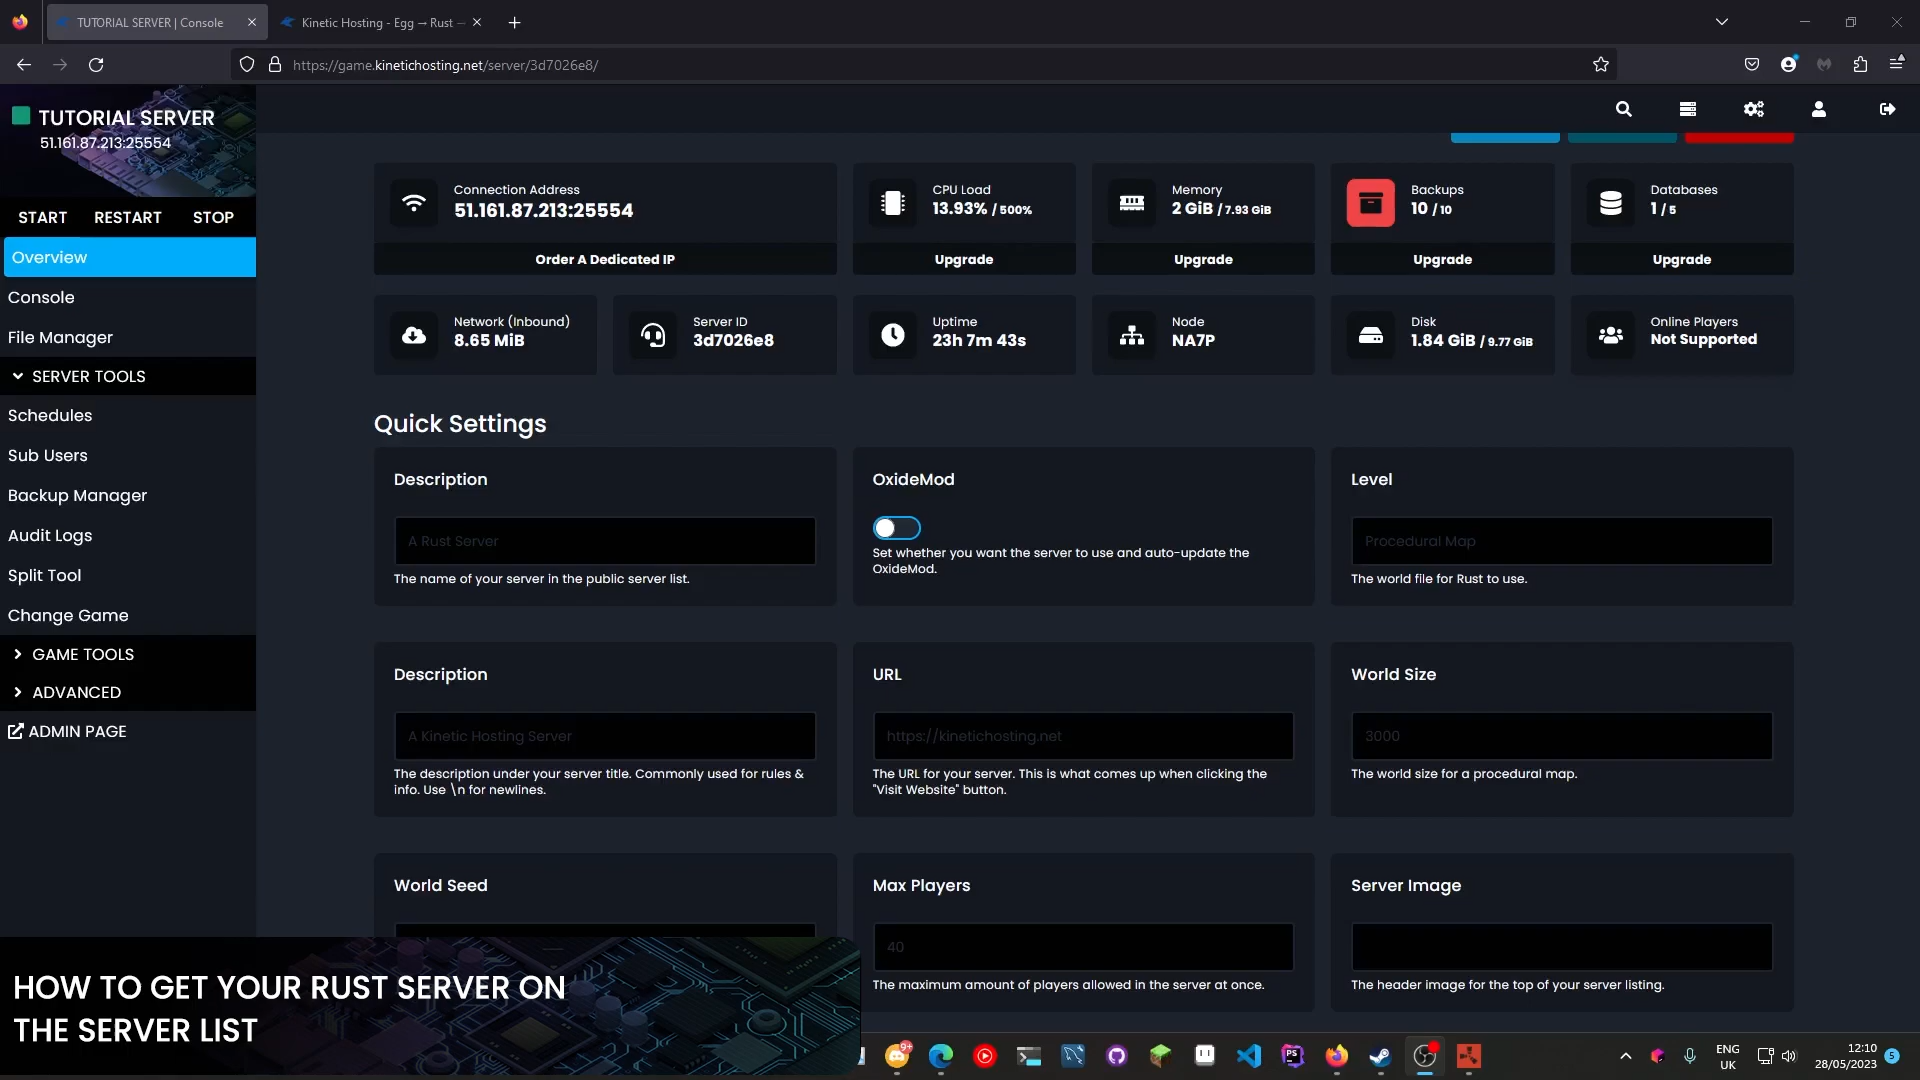 TUTORIAL SERVER | Console
Kinetic Hosting - Egg → Rust —
https://game.kinetichosting.net/server/3d7026e8/
TUTORIAL SERVER
51.161.87.213:25554
START RESTART STOP
Overview
Console
File Manager
SERVER TOOLS
Schedules
Sub Users
Backup Manager
Audit Logs
Split Tool
Change Game
GAME TOOLS
ADVANCED
ADMIN PAGE
Connection Address
51.161.87.213:25554
Order A Dedicated IP
CPU Load
13.93% / 500%
Upgrade
Memory
2 GiB / 7.93 GiB
Upgrade
Backups
10 / 10
Upgrade
Databases
1 / 5
Upgrade
Network (Inbound)
8.65 MiB
Server ID
3d7026e8
Uptime
23h 7m 43s
Node
NA7P
Disk
1.84 GiB / 9.77 GiB
Online Players
Not Supported
Quick Settings
Description
A Rust Server
The name of your server in the public server list.
OxideMod
Set whether you want the server to use and auto-update the
OxideMod.
Level
Procedural Map
The world file for Rust to use.
Description
A Kinetic Hosting Server
The description under your server title. Commonly used for rules &
info. Use \n for newlines.
URL
https://kinetichosting.net
The URL for your server. This is what comes up when clicking the
"Visit Website" button.
World Size
3000
The world size for a procedural map.
World Seed
Max Players
40
The maximum amount of players allowed in the server at once.
Server Image
The header image for the top of your server listing.
HOW TO GET YOUR RUST SERVER ON
THE SERVER LIST
9+
PS
ENG
UK
12:10
28/05/2023
5